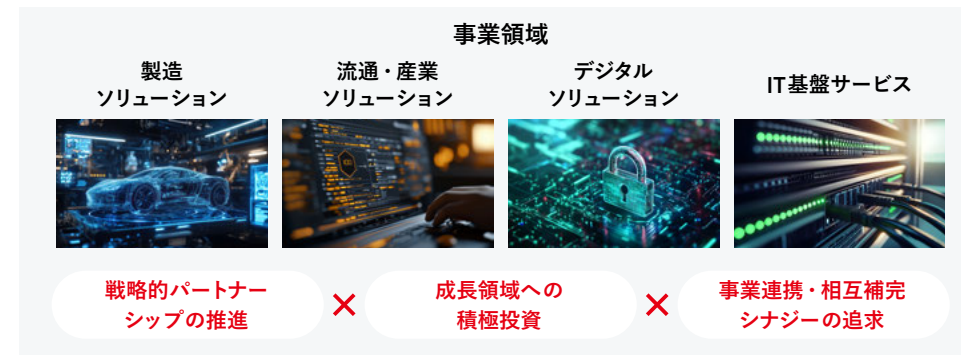 事業領域
製造
ソリューション
流通・産業
ソリューション
デジタル
ソリューション
IT基盤サービス
戦略的パートナー
シップの推進
×
成長領域への
積極投資
×
事業連携・相互補完
シナジーの追求